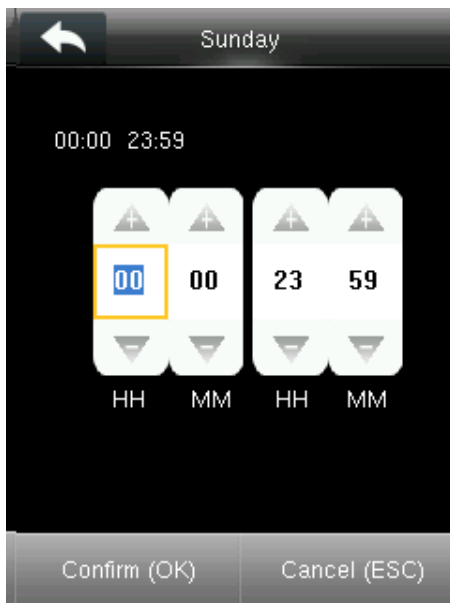 Sunday
00:00 23:59
00 00 23 59
HH MM HH MM
Confirm (OK) Cancel (ESC)